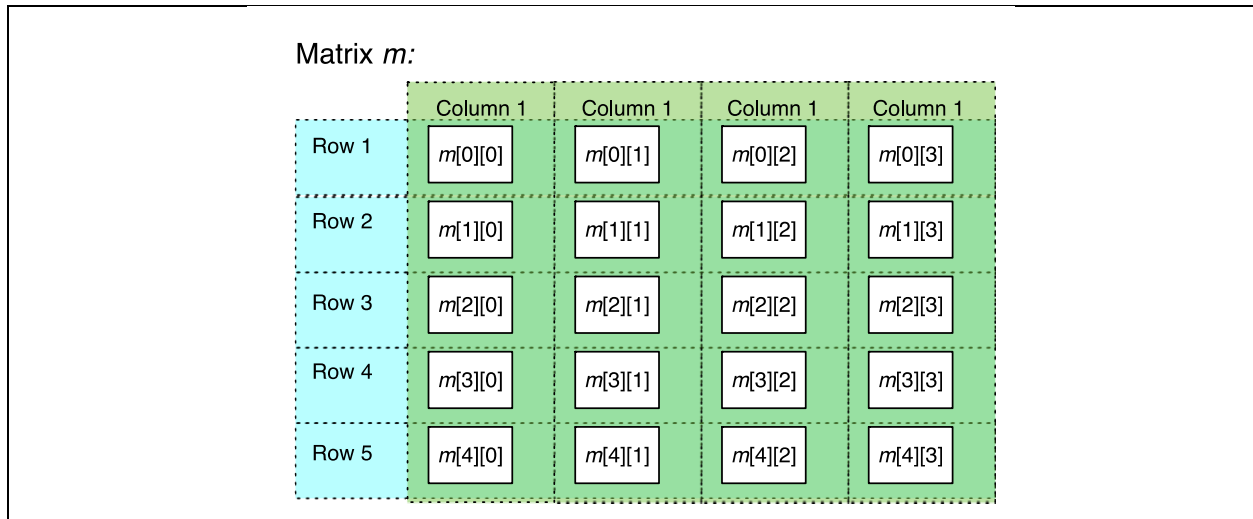 Matrix m:
Column 1 Column 1 Column 1 Column 1
Row 1 m[0][0] m[0][1] m[0][2] m[0][3]
Row 2 m[1][0] m[1][1] m[1][2] m[1][3]
Row 3 m[2][0] m[2][1] m[2][2] m[2][3]
Row 4 m[3][0] m[3][1] m[3][2] m[3][3]
Row 5 m[4][0] m[4][1] m[4][2] m[4][3]